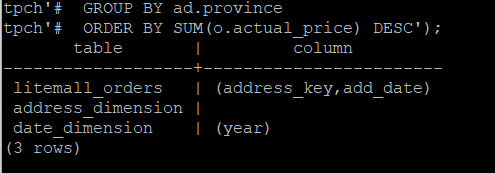 tpch'#  GROUP BY ad.province
tpch'#  ORDER BY SUM(o.actual_price) DESC');
       table       |         column
-------------------+------------------------
 litemall_orders   | (address_key,add_date)
 address_dimension |
 date_dimension    | (year)
(3 rows)